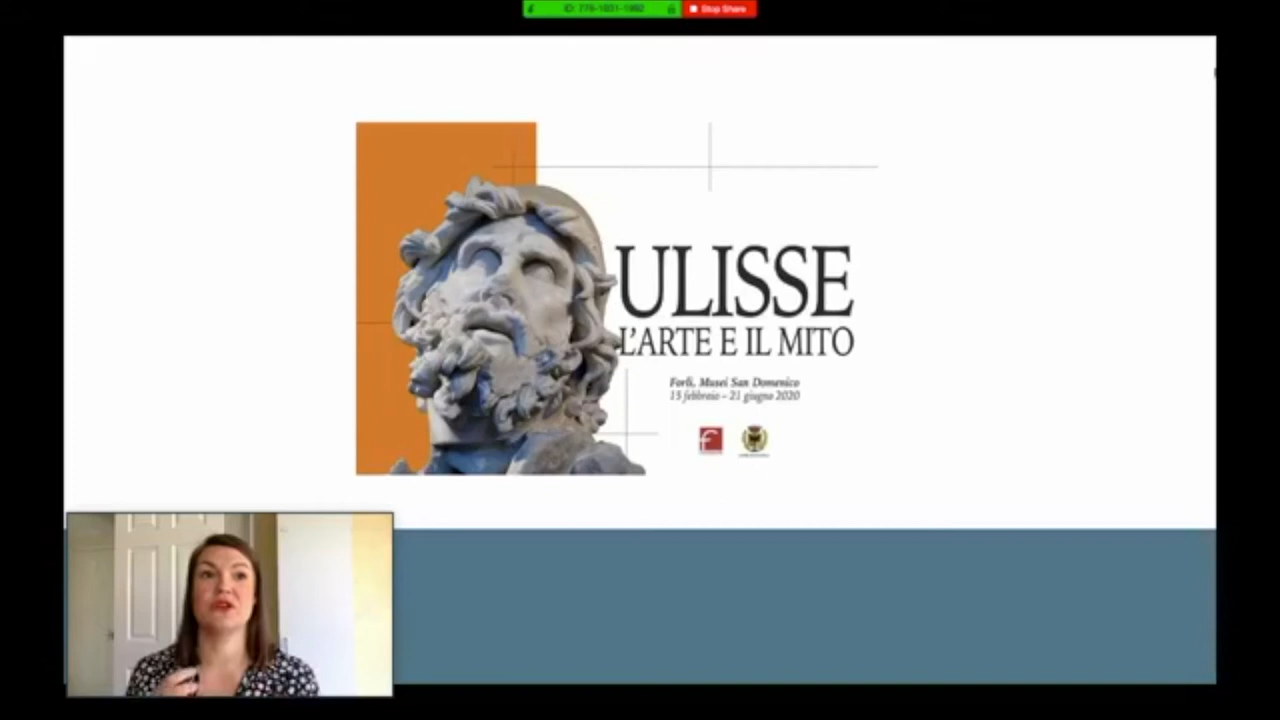 Stop Share
ULISSE
L'ARTE E IL MITO
Forlì, Musei San Domenico
15 febbraio – 21 giugno 2020